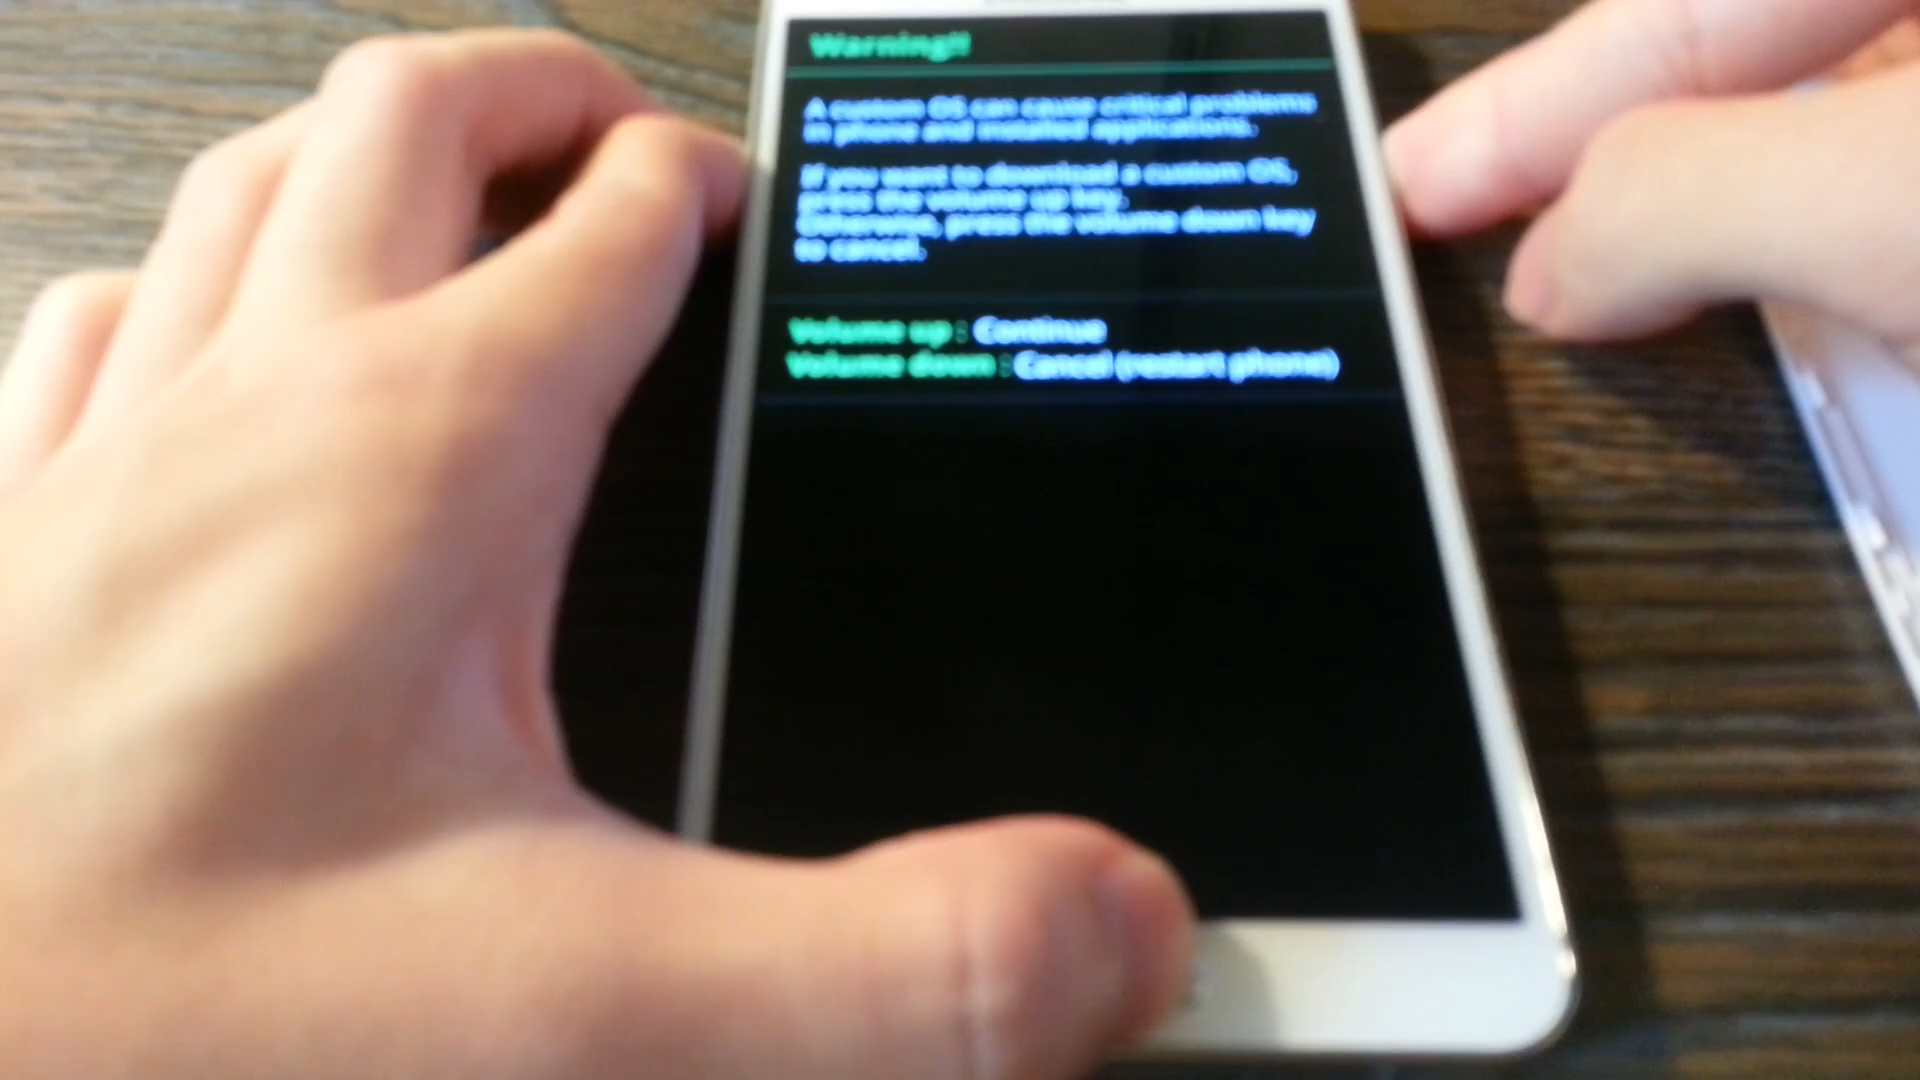 Warning!!
A custom OS can cause critical problems
in phone and installed applications.
If you want to download a custom OS,
press the volume up key.
Otherwise, press the volume down key
to cancel.
Volume up : Continue
Volume down : Cancel (restart phone)